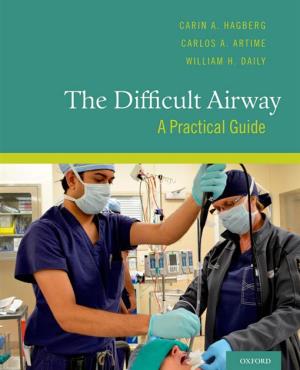 CARIN A. HAGBERG
CARLOS A. ARTIME
WILLIAM H. DAILY
The Difficult Airway
A Practical Guide
OXFORD